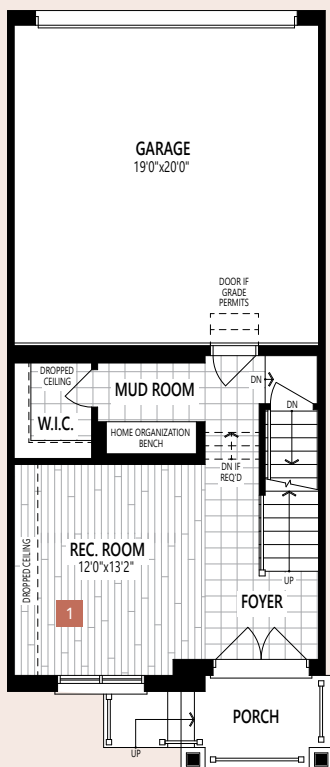 GARAGE
19'0"x20'0"
DOOR IF
GRADE
PERMITS
DROPPED
CEILING
DN
MUD ROOM
W.I.C.
DN
HOME ORGANIZATION
BENCH
DN IF
REQ'D
DROPPED CEILING
REC. ROOM
12'0"x13'2"
UP
1
FOYER
PORCH
UP